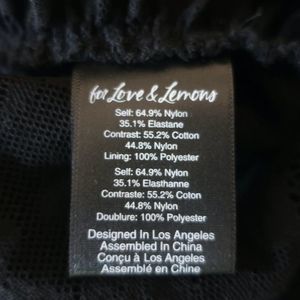 for Love & Lemons
Self: 64.9% Nylon
35.1% Elastane
Contrast: 55.2% Cotton
44.8% Nylon
Lining: 100% Polyester
Self: 64.9% Nylon
35.1% Elasthanne
Contraste: 55.2% Coton
44.8% Nylon
Doublure: 100% Polyester
Designed In Los Angeles
Assembled In China
Conçu à Los Angeles
Assemblé en Chine